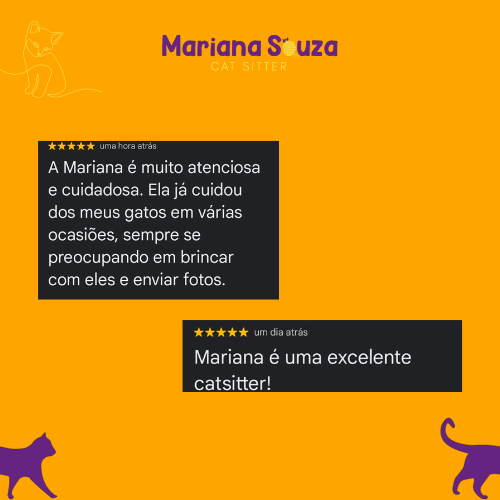 Mariana Souza
CAT SITTER
uma hora atrás
A Mariana é muito atenciosa
e cuidadosa. Ela já cuidou
dos meus gatos em várias
ocasiões, sempre se
preocupando em brincar
com eles e enviar fotos.
um dia atrás
Mariana é uma excelente
catsitter!